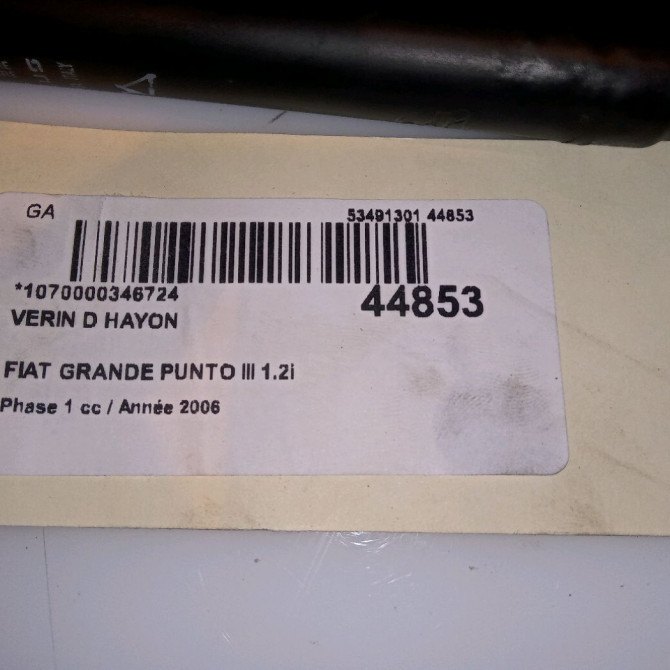 GA
53491301 44853
*1070000346724
44853
VERIN D HAYON
FIAT GRANDE PUNTO III 1.2i
Phase 1 cc / Année 2006